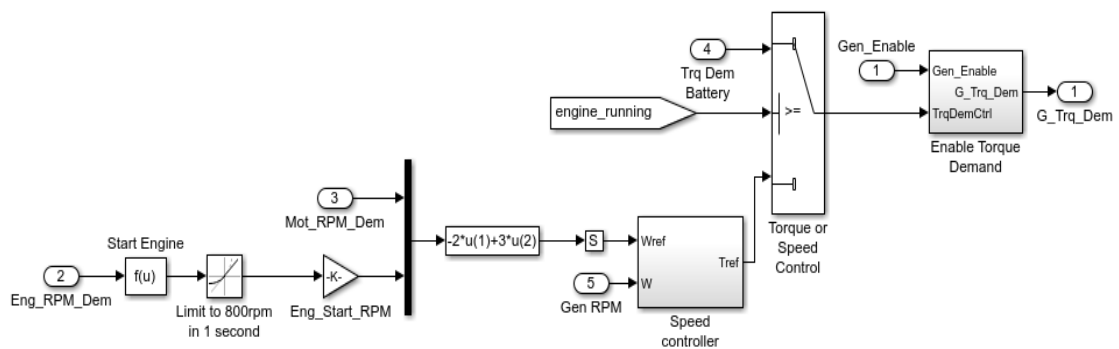 4
Trq Dem
Battery
engine_running
>=
Torque or
Speed
Control
Gen_Enable
1
Gen_Enable
G_Trq_Dem
TrqDemCtrl
Enable Torque
Demand
1
G_Trq_Dem
3
Mot_RPM_Dem
Start Engine
2
Eng_RPM_Dem
f(u)
Limit to 800rpm
in 1 second
-K-
Eng_Start_RPM
-2*u(1)+3*u(2)
S
5
Gen RPM
Wref
Tref
W
Speed
controller